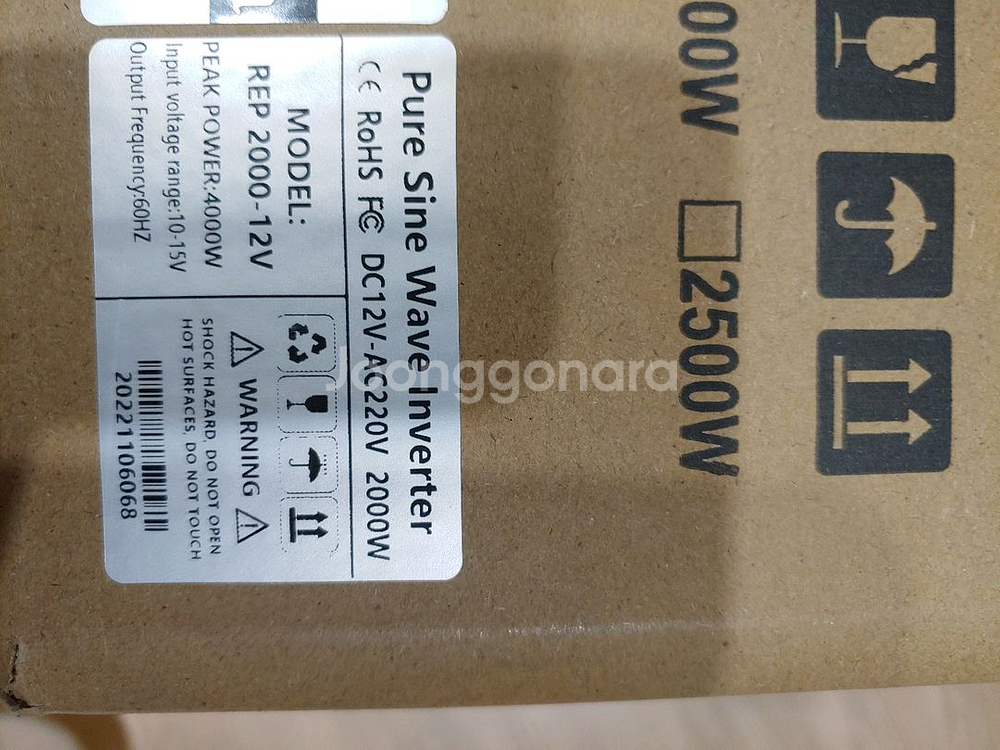 Pure Sine Wave Inverter
CE RoHS FC DC12V-AC220V 2000W
MODEL:
REP 2000-12V
PEAK POWER:4000W
Input voltage range:10-15V
Output Frequency:60HZ
WARNING
SHOCK HAZARD, DO NOT OPEN
HOT SURFACES, DO NOT TOUCH
20221106068
00W
2500W
Joonggonara